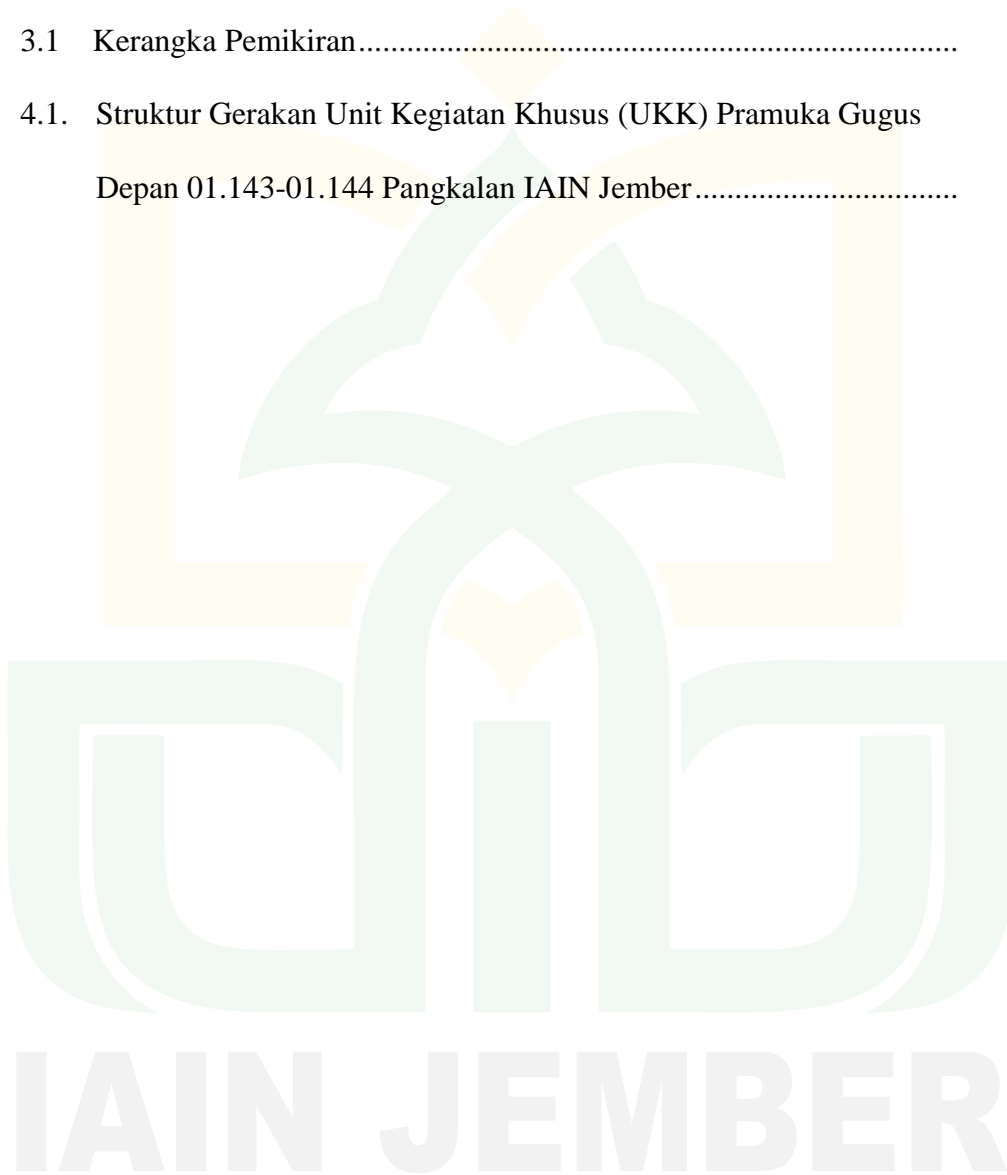 3.1 Kerangka Pemikiran..........................................................................
4.1. Struktur Gerakan Unit Kegiatan Khusus (UKK) Pramuka Gugus
Depan 01.143-01.144 Pangkalan IAIN Jember.................................
IAIN JEMBER